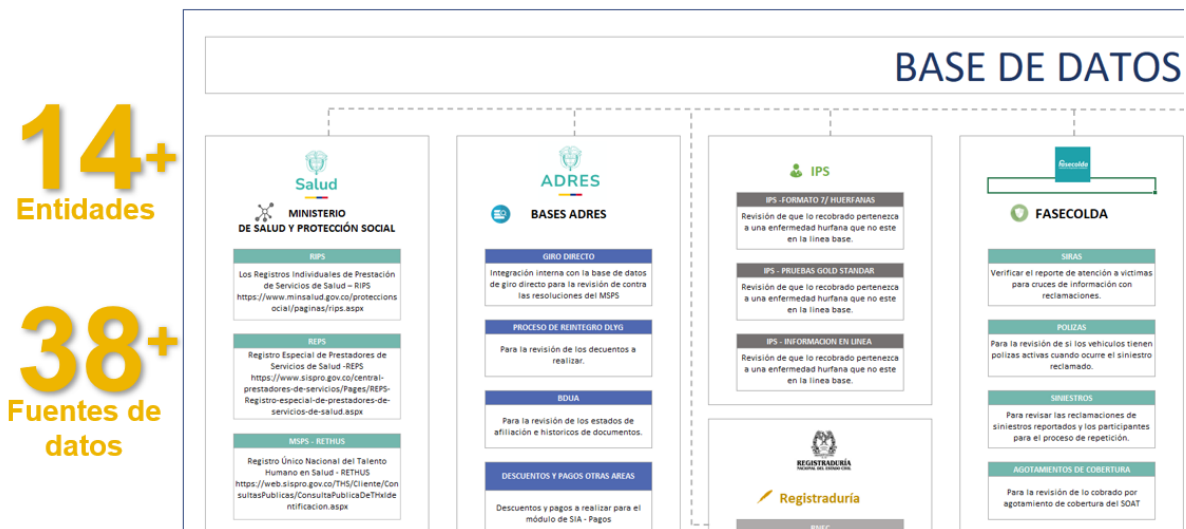 14+
Entidades
38+
Fuentes de
datos
BASE DE DATOS
Salud
MINISTERIO
DE SALUD Y PROTECCIÓN SOCIAL
RIPS
Los Registros Individuales de Prestación
de Servicios de Salud – RIPS
https://www.minsalud.gov.co/proteccions
ocial/paginas/rips.aspx
REPS
Registro Especial de Prestadores de
Servicios de Salud -REPS
https://www.sispro.gov.co/central-
prestadores-de-servicios/Pages/REPS-
Registro-especial-de-prestadores-de-
servicios-de-salud.aspx
MSPS - RETHUS
Registro Único Nacional del Talento
Humano en Salud - RETHUS
https://web.sispro.gov.co/THS/Cliente/Con
sultasPublicas/ConsultaPublicaDeTHxIde
ntificacion.aspx
ADRES
BASES ADRES
GIRO DIRECTO
Integración interna con la base de datos
de giro directo para la revisión de contra
las resoluciones del MSPS
PROCESO DE REINTEGRO DLYG
Para la revisión de los decuentos a
realizar.
BDUA
Para la revisión de los estados de
afiliación e historicos de documentos.
DESCUENTOS Y PAGOS OTRAS AREAS
Descuentos y pagos a realizar para el
módulo de SIA - Pagos
IPS
IPS -FORMATO 7/ HUERFANAS
Revisión de que lo recobrado pertenezca
a una enfermedad hurfana que no este
en la linea base.
IPS - PRUEBAS GOLD STANDAR
Revisión de que lo recobrado pertenezca
a una enfermedad hurfana que no este
en la linea base.
IPS - INFORMACION EN LINEA
Revisión de que lo recobrado pertenezca
a una enfermedad hurfana que no este
en la linea base.
REGISTRADURÍA
NACIONAL DEL ESTADO CIVIL
Registraduría
RNEC
fasecolda
FASECOLDA
SIRAS
Verificar el reporte de atención a victimas
para cruces de información con
reclamaciones.
POLIZAS
Para la revisión de si los vehiculos tienen
polizas activas cuando ocurre el siniestro
reclamado.
SINIESTROS
Para revisar las reclamaciones de
siniestros reportados y los participantes
para el proceso de repetición.
AGOTAMIENTOS DE COBERTURA
Para la revisión de lo cobrado por
agotamiento de cobertura del SOAT